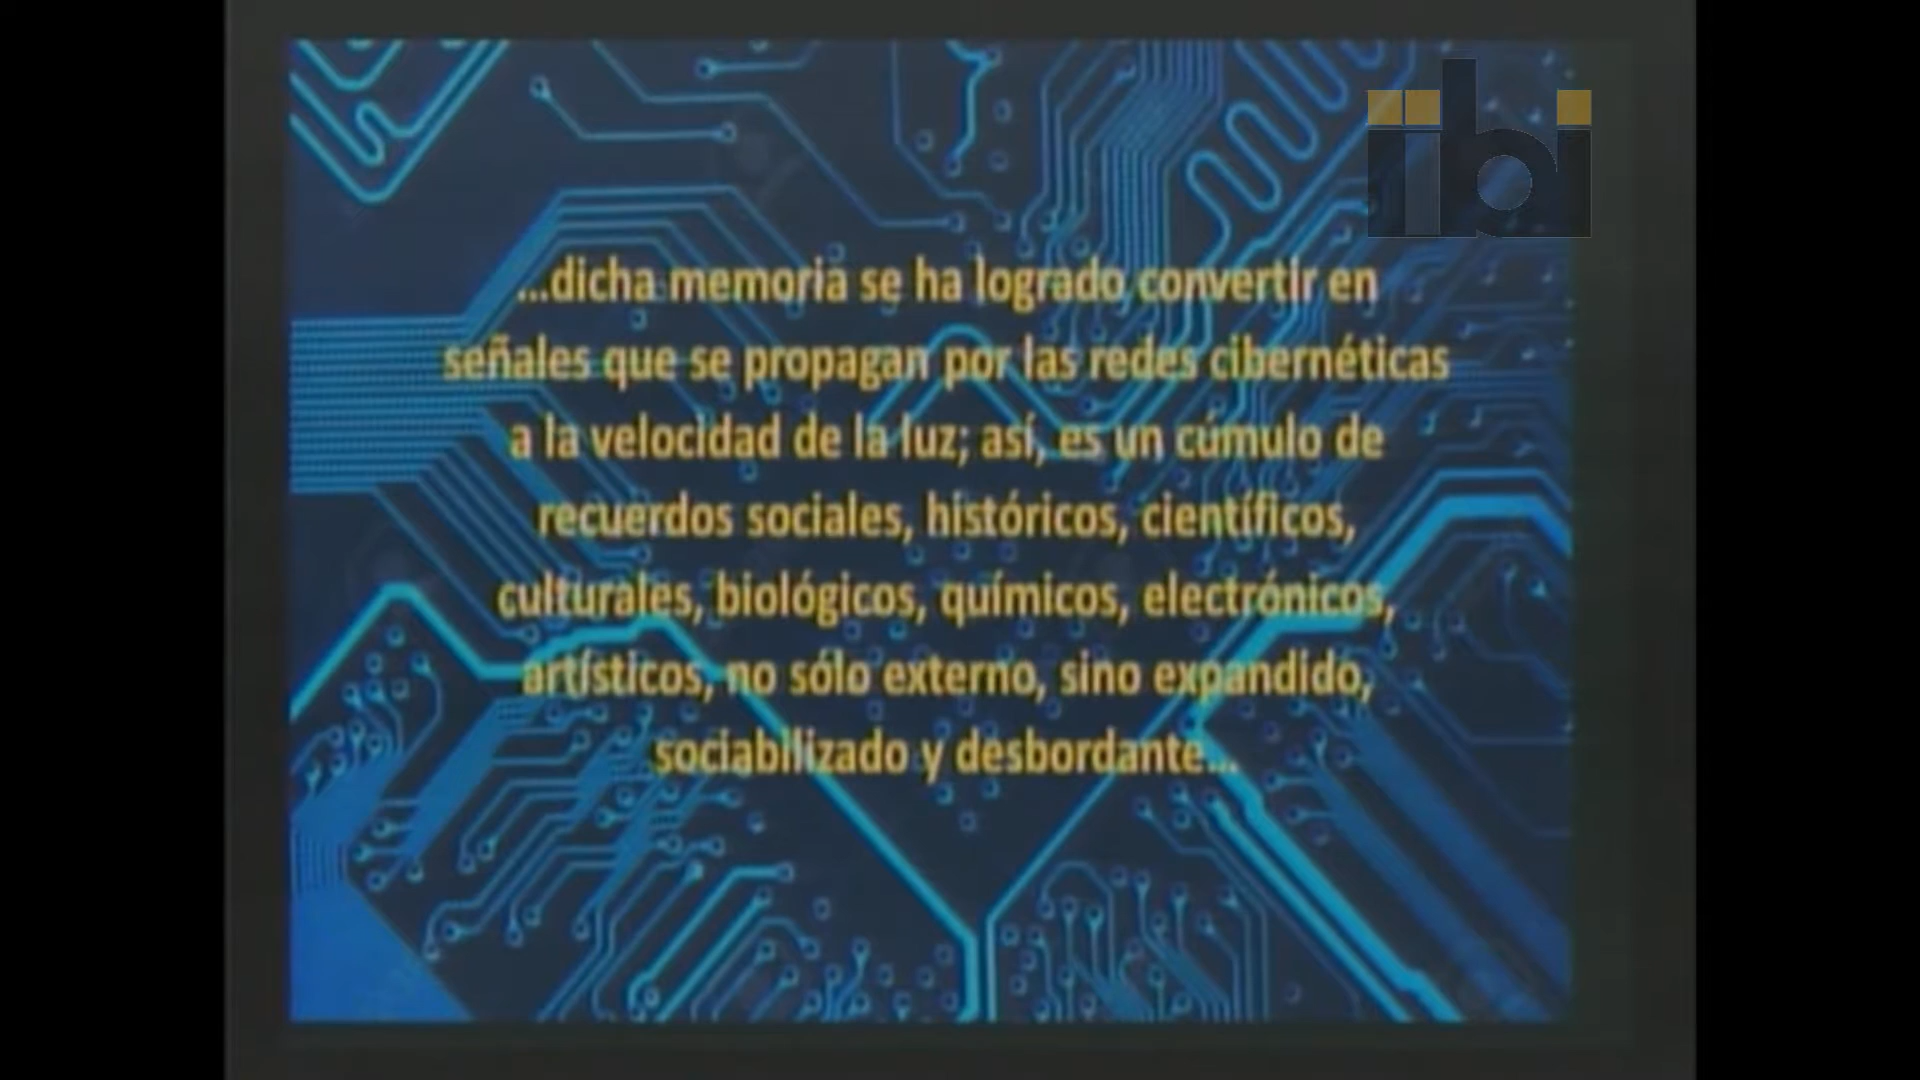 iibi
...dicha memoria se ha logrado convertir en
señales que se propagan por las redes cibernéticas
a la velocidad de la luz; así, es un cúmulo de
recuerdos sociales, históricos, científicos,
culturales, biológicos, químicos, electrónicos,
artísticos, no sólo externo, sino expandido,
sociabilizado y desbordante...